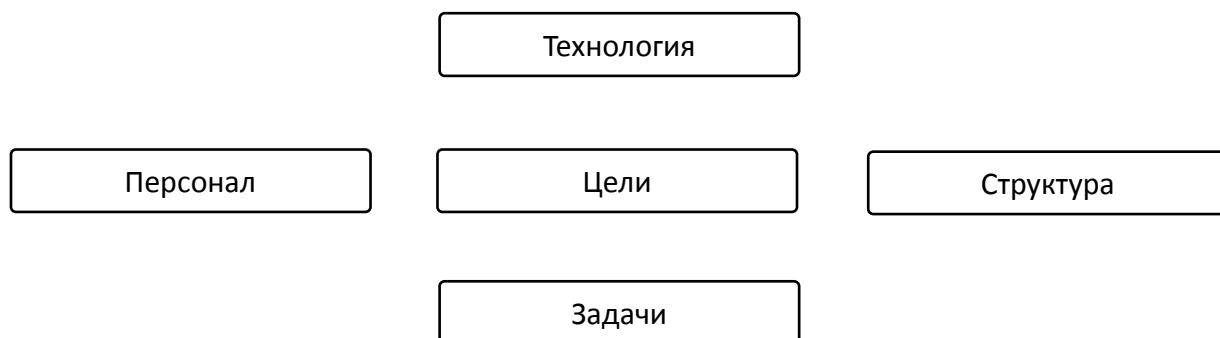 Технология
Персонал
Цели
Структура
Задачи